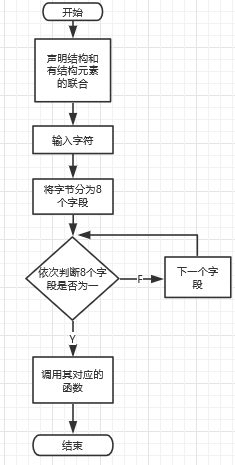 开始
声明结构和
有结构元素
的联合
输入字符
将字节分为8
个字段
依次判断8个字
段是否为一
F
下一个字
段
Y
调用其对应的
函数
结束